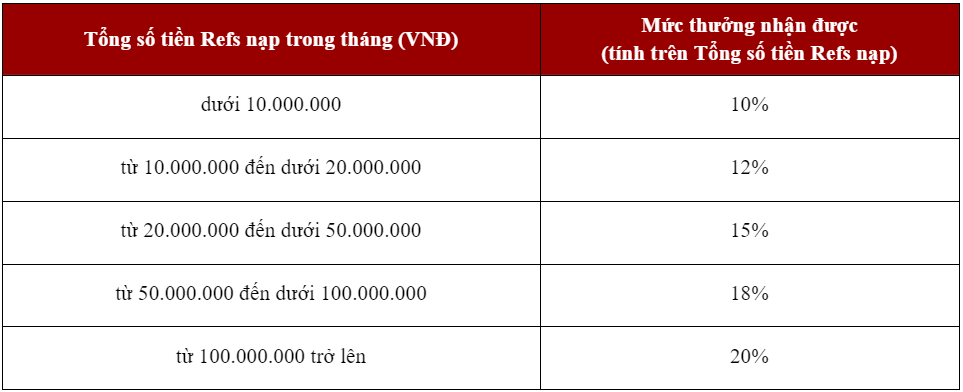 Tổng số tiền Refs nạp trong tháng (VNĐ)
Mức thưởng nhận được
(tính trên Tổng số tiền Refs nạp)
dưới 10.000.000
10%
từ 10.000.000 đến dưới 20.000.000
12%
từ 20.000.000 đến dưới 50.000.000
15%
từ 50.000.000 đến dưới 100.000.000
18%
từ 100.000.000 trở lên
20%